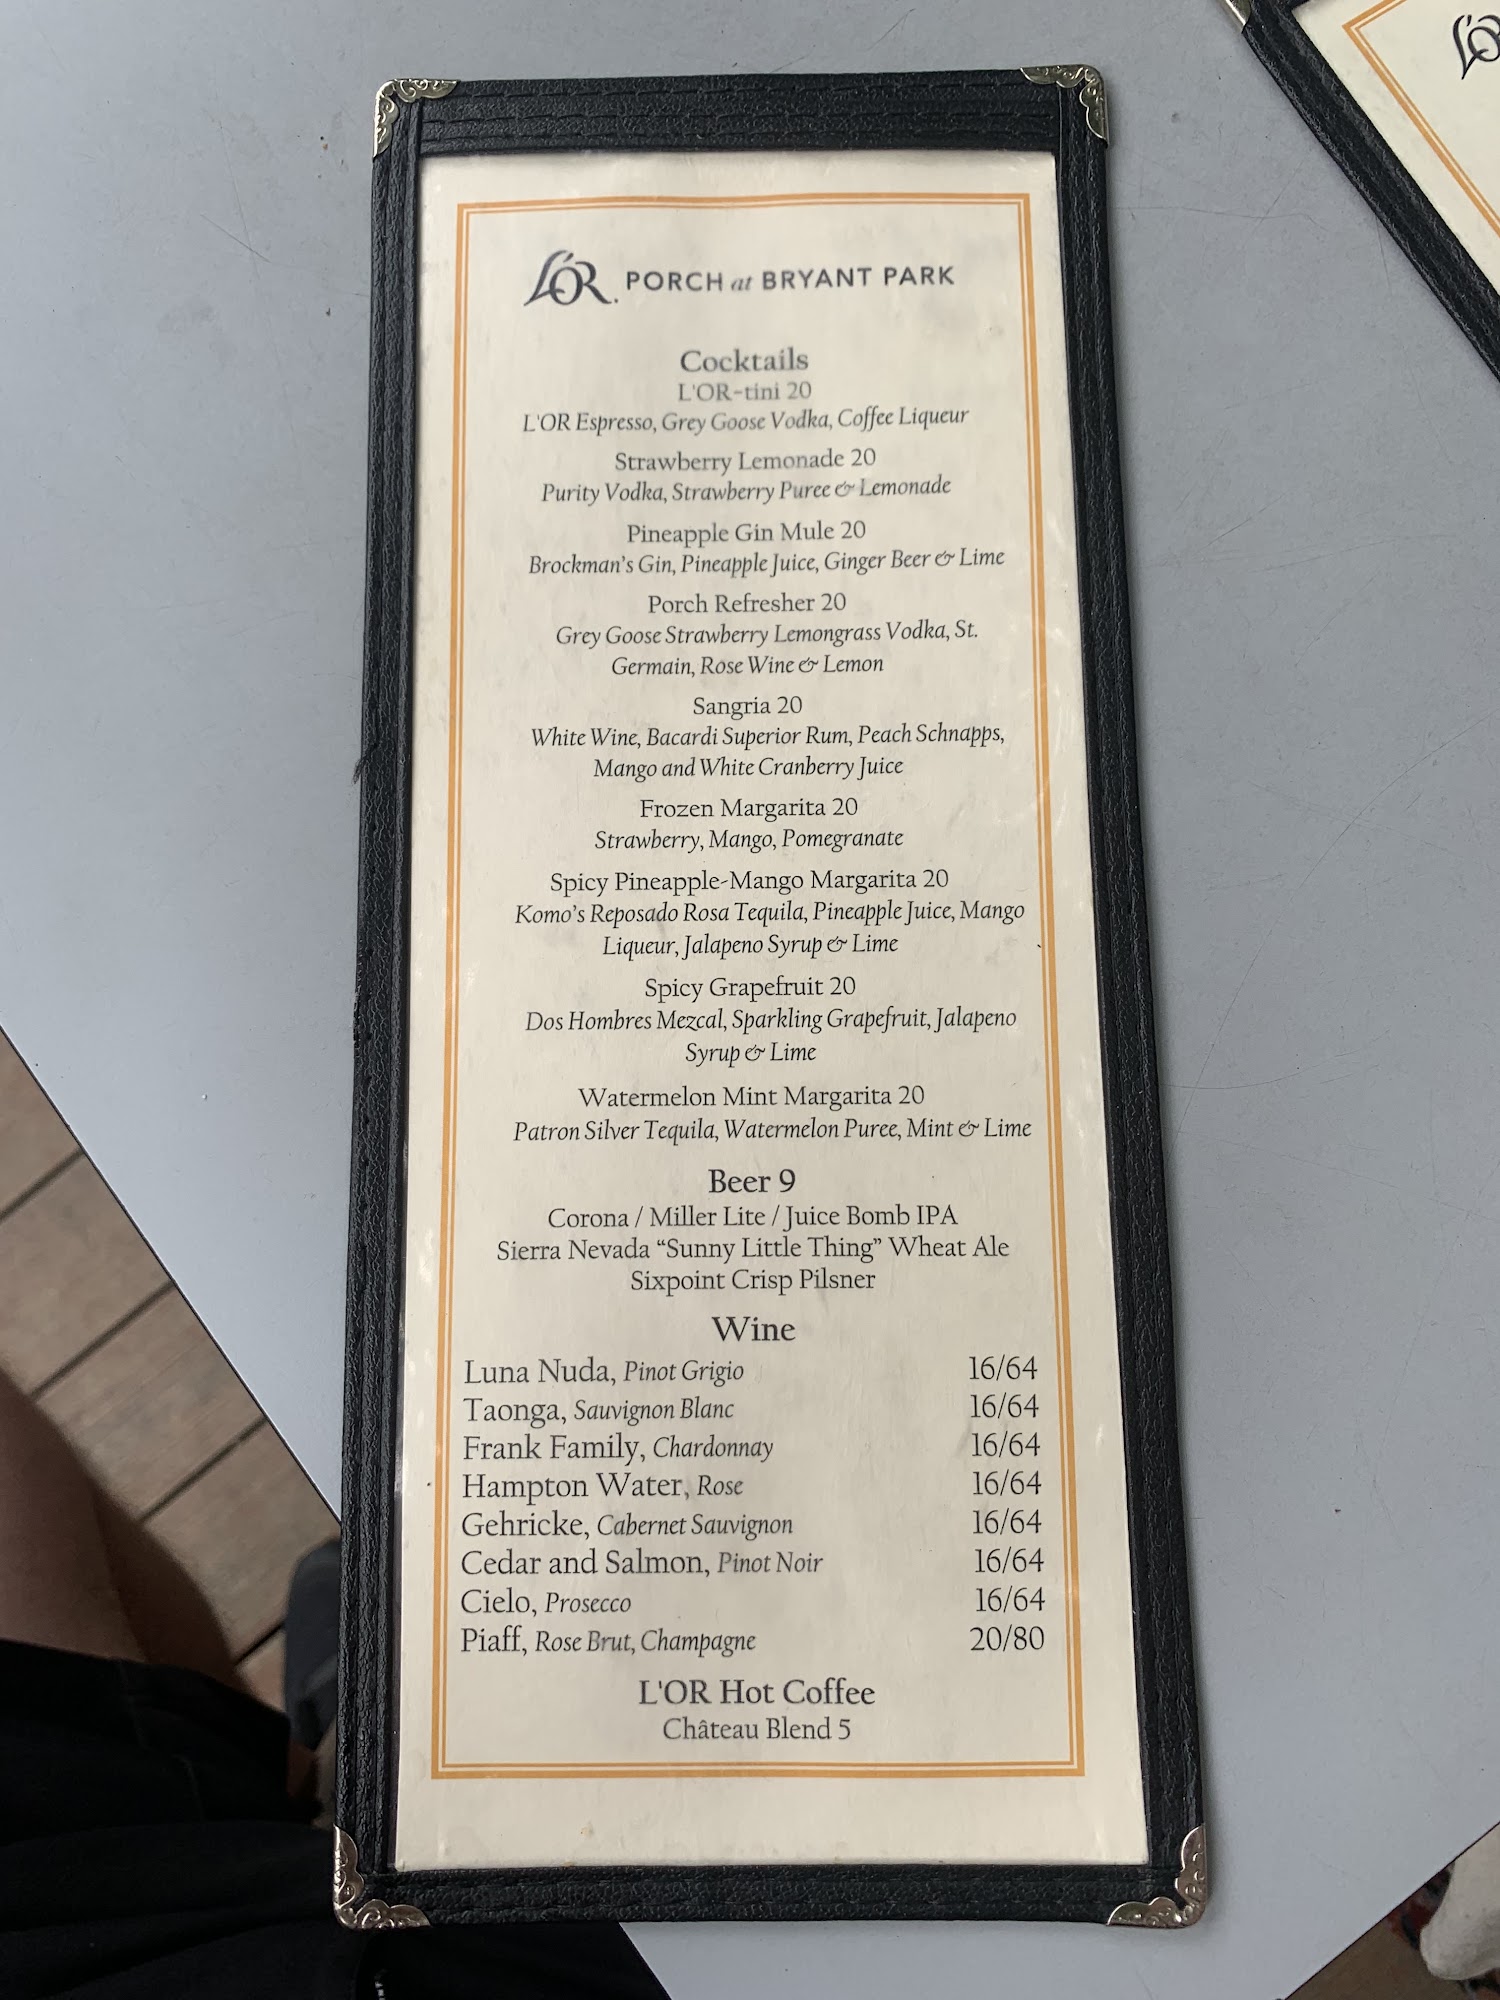 L'OR. PORCH at BRYANT PARK
L'OR
Cocktails
L'OR-tini 20
L'OR Espresso, Grey Goose Vodka, Coffee Liqueur
Strawberry Lemonade 20
Purity Vodka, Strawberry Puree & Lemonade
Pineapple Gin Mule 20
Brockman's Gin, Pineapple Juice, Ginger Beer & Lime
Porch Refresher 20
Grey Goose Strawberry Lemongrass Vodka, St.
Germain, Rose Wine & Lemon
Sangria 20
White Wine, Bacardi Superior Rum, Peach Schnapps,
Mango and White Cranberry Juice
Frozen Margarita 20
Strawberry, Mango, Pomegranate
Spicy Pineapple-Mango Margarita 20
Komo's Reposado Rosa Tequila, Pineapple Juice, Mango
Liqueur, Jalapeno Syrup & Lime
Spicy Grapefruit 20
Dos Hombres Mezcal, Sparkling Grapefruit, Jalapeno
Syrup & Lime
Watermelon Mint Margarita 20
Patron Silver Tequila, Watermelon Puree, Mint & Lime
Beer 9
Corona / Miller Lite / Juice Bomb IPA
Sierra Nevada “Sunny Little Thing” Wheat Ale
Sixpoint Crisp Pilsner
Wine
Luna Nuda, Pinot Grigio 16/64
Taonga, Sauvignon Blanc 16/64
Frank Family, Chardonnay 16/64
Hampton Water, Rose 16/64
Gehricke, Cabernet Sauvignon 16/64
Cedar and Salmon, Pinot Noir 16/64
Cielo, Prosecco 16/64
Piaff, Rose Brut, Champagne 20/80
L'OR Hot Coffee
Château Blend 5